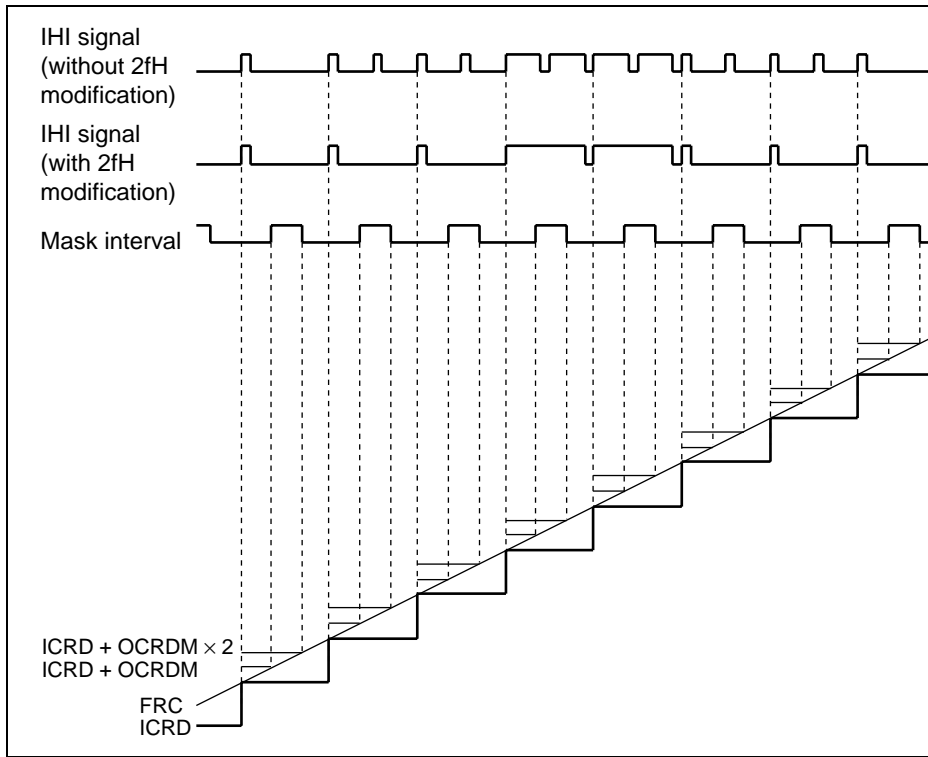 IHI signal
(without 2fH
modification)
IHI signal
(with 2fH
modification)
Mask interval
ICRD + OCRDM × 2
ICRD + OCRDM
FRC
ICRD